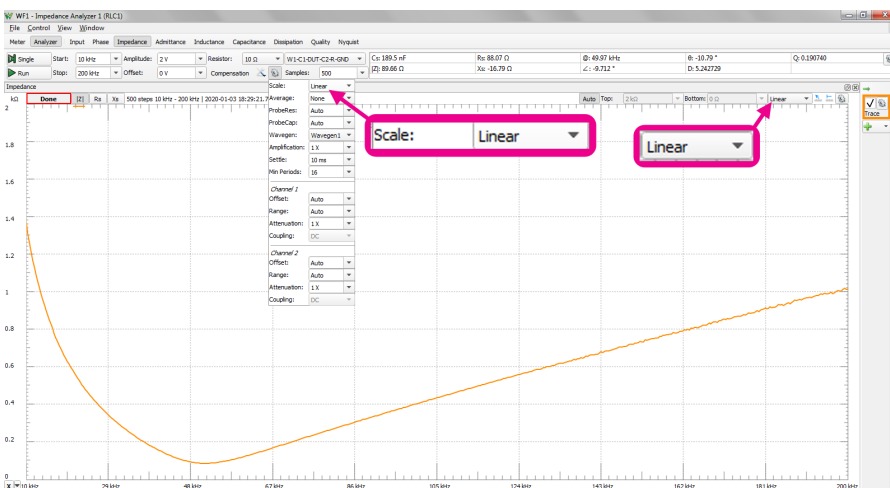 WF1 - Impedance Analyzer 1 (RLC1)
File Control View Window
Meter Analyzer Input Phase Impedance Admittance Inductance Capacitance Dissipation Quality Nyquist
Single Start: 10 kHz Amplitude: 2 V Resistor: 10 Ω W1-C1-DUT-C2-R-GND Cs: 189.5 nF Rs: 88.07 Ω @: 49.97 kHz θ: -10.79 ° Q: 0.190740
Run Stop: 200 kHz Offset: 0 V Compensation Samples: 500 |Z|: 89.66 Ω Xs: -16.79 Ω ∠: -9.712 ° D: 5.242729
Impedance
kΩ Done |Z| Rs Xs 500 steps 10 kHz - 200 kHz | 2020-01-03 18:29:21.7 Auto Top: 2 kΩ Bottom: 0 Ω Linear
Trace
Scale: Linear
Average: None
ProbeRes: Auto
ProbeCap: Auto
Wavegen: Wavegen1
Amplification: 1 X
Settle: 10 ms
Min Periods: 16
Channel 1
Offset: Auto
Range: Auto
Attenuation: 1 X
Coupling: DC
Channel 2
Offset: Auto
Range: Auto
Attenuation: 1 X
Coupling: DC
Scale: Linear
Linear
2
1.8
1.6
1.4
1.2
1
0.8
0.6
0.4
0.2
0
X 10 kHz 29 kHz 48 kHz 67 kHz 86 kHz 105 kHz 124 kHz 143 kHz 162 kHz 181 kHz 200 kHz